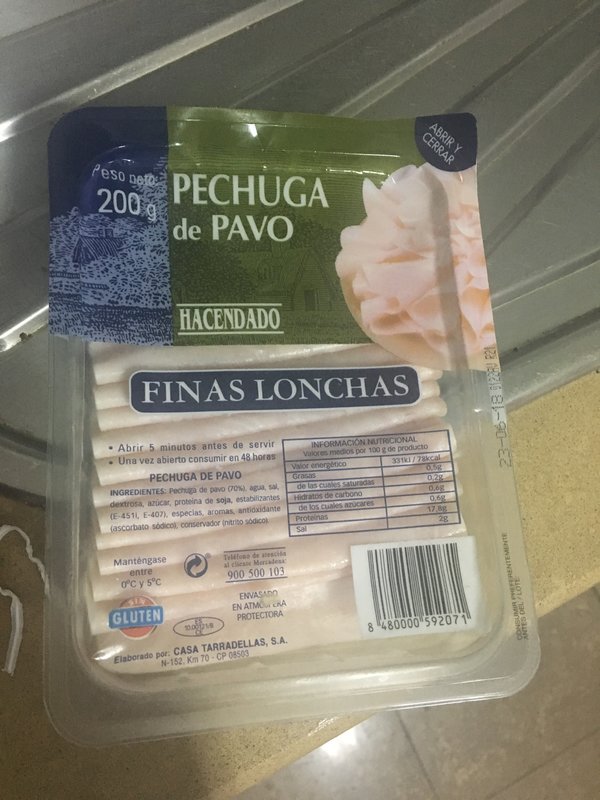 ABRIR Y
CERRAR
Peso neto:
200 g
PECHUGA
de PAVO
HACENDADO
FINAS LONCHAS
• Abrir 5 minutos antes de servir
• Una vez abierto consumir en 48 horas
PECHUGA DE PAVO
INGREDIENTES: Pechuga de pavo (70%), agua, sal,
dextrosa, azúcar, proteína de soja, estabilizantes
(E-451i, E-407), especias, aromas, antioxidante
(ascorbato sódico), conservador (nitrito sódico).
INFORMACIÓN NUTRICIONAL
Valores medios por 100 g de producto
Valor energético 331kJ / 78kcal
Grasas 0,5g
de las cuales saturadas 0,2g
Hidratos de carbono 0,6g
de los cuales azúcares 0,6g
Proteínas 17,8g
Sal 2g
Manténgase
entre
0°C y 5°C
Teléfono de atención
al cliente Mercadona:
900 500 103
ENVASADO
EN ATMÓSFERA
PROTECTORA
SIN
GLUTEN
ES
CE
Elaborado por: CASA TARRADELLAS, S.A.
N-152, Km 70 - CP 08503
8 480000 592071
23-06-18
CONSUMIR PREFERENTEMENTE
ANTES DEL / LOTE